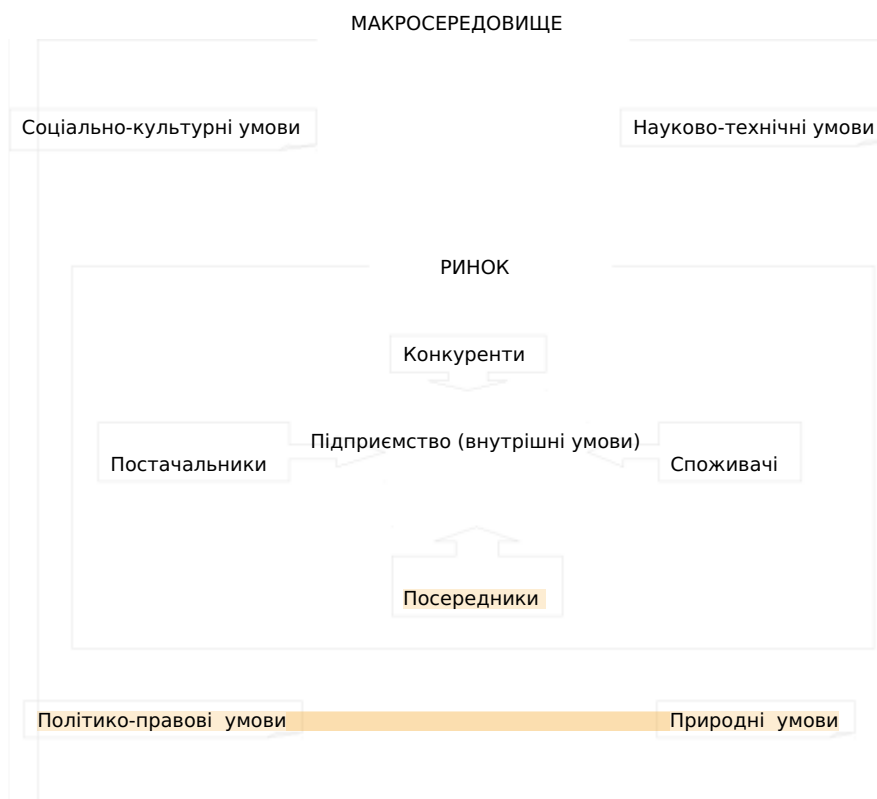 МАКРОСЕРЕДОВИЩЕ
Соціально-культурні умови
Науково-технічні умови
РИНОК
Конкуренти
Підприємство (внутрішні умови)
Постачальники
Споживачі
Посередники
Політико-правові умови
Природні умови